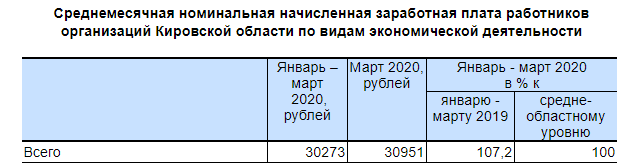 Среднемесячная номинальная начисленная заработная плата работников
организаций Кировской области по видам экономической деятельности
Январь –
март
2020,
рублей
Март 2020,
рублей
Январь - март 2020
в % к
январю -
марту 2019
средне-
областному
уровню
Всего 30273 30951 107,2 100